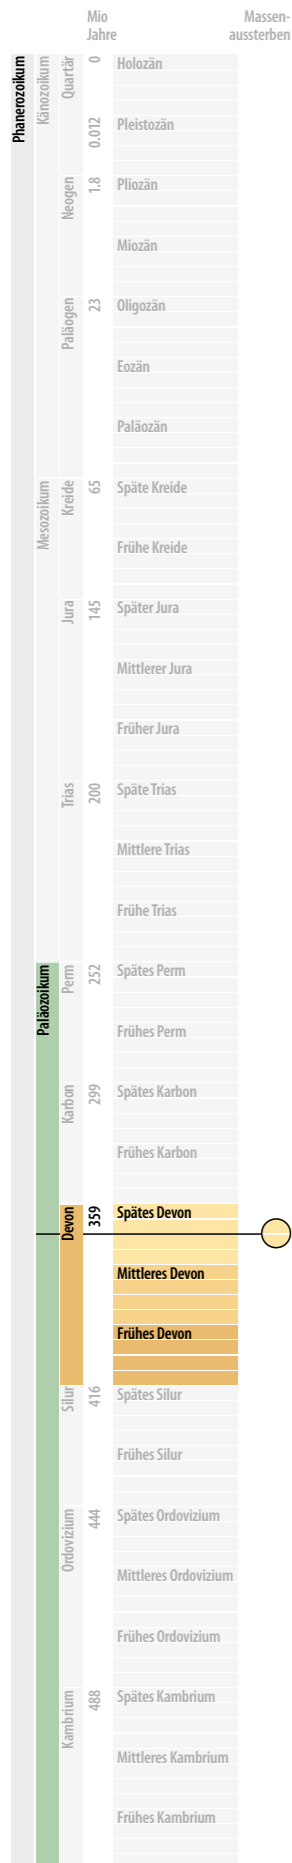 Mio
Jahre
Massen-
aussterben
Phanerozoikum
Känozoikum
Quartär
0
Holozän
0.012
Pleistozän
Neogen
1.8
Pliozän
Miozän
Paläogen
23
Oligozän
Eozän
Paläozän
Mesozoikum
Kreide
65
Späte Kreide
Frühe Kreide
Jura
145
Später Jura
Mittlerer Jura
Früher Jura
Trias
200
Späte Trias
Mittlere Trias
Frühe Trias
Paläozoikum
Perm
252
Spätes Perm
Frühes Perm
Karbon
299
Spätes Karbon
Frühes Karbon
Devon
359
Spätes Devon
Mittleres Devon
Frühes Devon
Silur
416
Spätes Silur
Frühes Silur
Ordovizium
444
Spätes Ordovizium
Mittleres Ordovizium
Frühes Ordovizium
Kambrium
488
Spätes Kambrium
Mittleres Kambrium
Frühes Kambrium